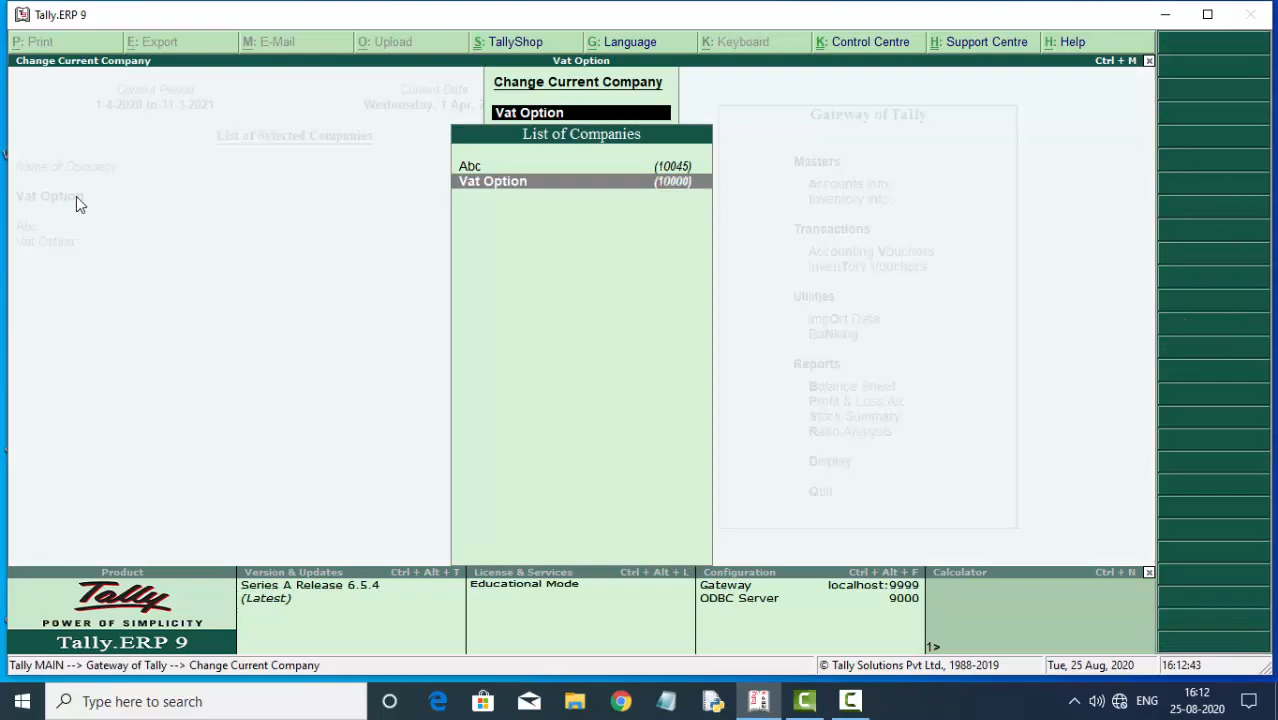 Tally.ERP 9
P: Print
E: Export
M: E-Mail
O: Upload
S: TallyShop
G: Language
K: Keyboard
K: Control Centre
H: Support Centre
H: Help
Change Current Company
Vat Option
Ctrl + M
Current Period
1-4-2020 to 31-3-2021
Current Date
Wednesday, 1 Apr, 2
List of Selected Companies
Name of Company
Vat Option
Abc
Vat Option
Change Current Company
Vat Option
List of Companies
Abc (10045)
Vat Option (10000)
Gateway of Tally
Masters
Accounts Info.
Inventory Info.
Transactions
Accounting Vouchers
InvenTory Vouchers
Utilities
ImpOrt Data
BaNking
Reports
Balance Sheet
Profit & Loss A/c
Stock Summary
Ratio Analysis
Display
Quit
Product
Tally
POWER OF SIMPLICITY
Tally.ERP 9
Version & Updates Ctrl + Alt + T
Series A Release 6.5.4
(Latest)
License & Services Ctrl + Alt + L
Educational Mode
Configuration Ctrl + Alt + F
Gateway localhost:9999
ODBC Server 9000
Calculator Ctrl + N
1>
Tally MAIN --> Gateway of Tally --> Change Current Company
© Tally Solutions Pvt Ltd., 1988-2019
Tue, 25 Aug, 2020
16:12:43
Type here to search
ENG
16:12
25-08-2020